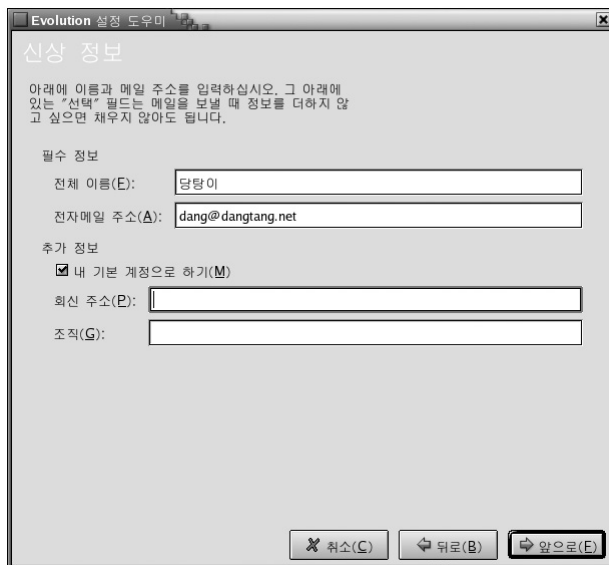 Evolution 설정 도우미
신상 정보
아래에 이름과 메일 주소를 입력하십시오. 그 아래에
있는 "선택" 필드는 메일을 보낼 때 정보를 더하지 않
고 싶으면 채우지 않아도 됩니다.
필수 정보
전체 이름(F): 당탕이
전자메일 주소(A): dang@dangtang.net
추가 정보
내 기본 계정으로 하기(M)
회신 주소(P):
조직(G):
취소(C) 뒤로(B) 앞으로(F)